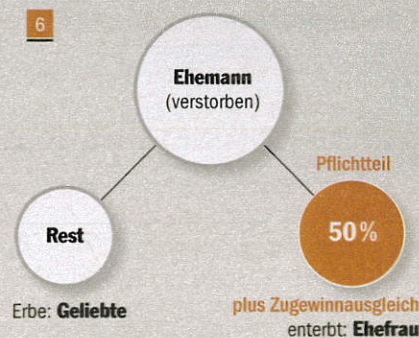 6
Ehemann
(verstorben)
Pflichtteil
Rest
50%
Erbe: Geliebte
plus Zugewinnausgleich
enterbt: Ehefrau